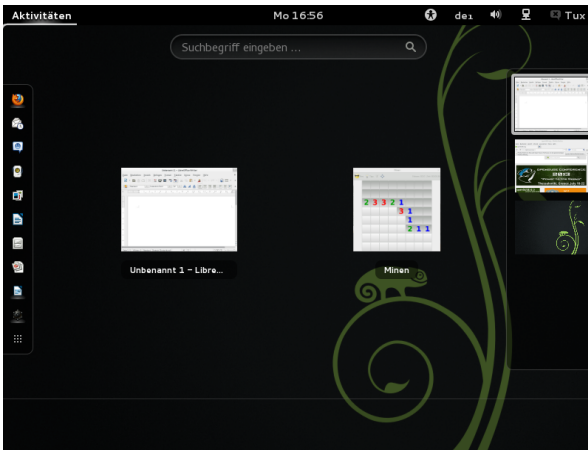 Aktivitäten
Mo 16:56
de1
Tux
Suchbegriff eingeben ...
2 3 3 2 1
3 1
1
2 1 1
Unbenannt 1 – Libre...
Minen
2013